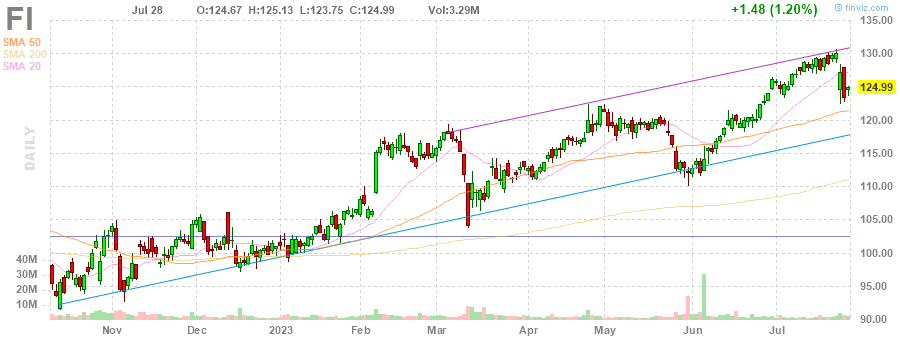 FI
Jul 28 O:124.67 H:125.13 L:123.75 C:124.99 Vol:3.29M +1.48 (1.20%)
finviz.com
SMA 50
SMA 200
SMA 20
DAILY
135.00
130.00
124.99
120.00
115.00
110.00
105.00
100.00
95.00
90.00
40M
30M
20M
10M
Nov Dec 2023 Feb Mar Apr May Jun Jul